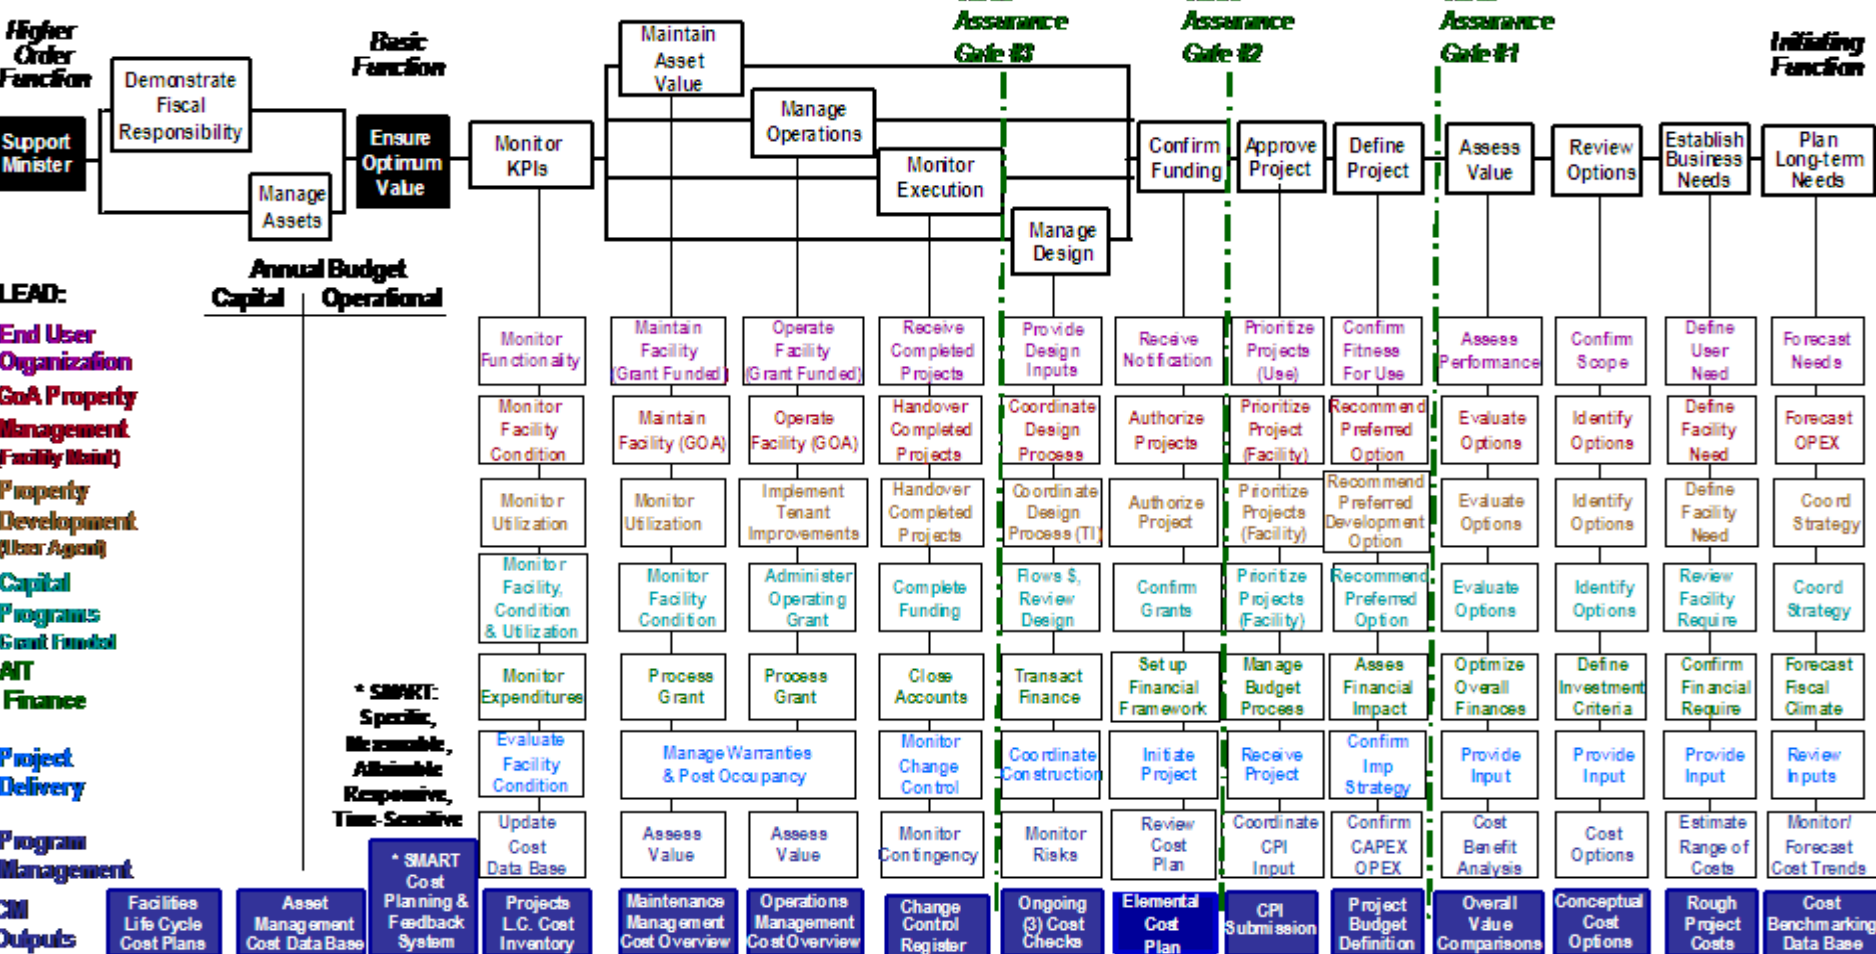 Higher
Order
Function
Demonstrate
Fiscal
Responsibility
Support
Minister
Manage
Assets
Basic
Function
Ensure
Optimum
Value
Monitor
KPIs
Maintain
Asset
Value
Manage
Operations
Monitor
Execution
Manage
Design
Assurance
Gate #3
Assurance
Gate #2
Assurance
Gate #1
Initiating
Function
Confirm
Funding
Approve
Project
Define
Project
Assess
Value
Review
Options
Establish
Business
Needs
Plan
Long-term
Needs
Annual Budget
Capital
Operational
LEAD:
End User
Organization
Monitor
Functionality
Maintain
Facility
(Grant Funded)
Operate
Facility
(Grant Funded)
Receive
Completed
Projects
Provide
Design
Inputs
Receive
Notification
Prioritize
Projects
(Use)
Confirm
Fitness
For Use
Assess
Performance
Confirm
Scope
Define
User
Need
Forecast
Needs
GoA Property
Management
(Facility Maint)
Monitor
Facility
Condition
Maintain
Facility (GOA)
Operate
Facility (GOA)
Handover
Completed
Projects
Coordinate
Design
Process
Authorize
Projects
Prioritize
Project
(Facility)
Recommend
Preferred
Option
Evaluate
Options
Identify
Options
Define
Facility
Need
Forecast
OPEX
Property
Development
(User Agent)
Monitor
Utilization
Monitor
Utilization
Implement
Tenant
Improvements
Handover
Completed
Projects
Coordinate
Design
Process (TI)
Authorize
Project
Prioritize
Projects
(Facility)
Recommend
Preferred
Development
Option
Evaluate
Options
Identify
Options
Define
Facility
Need
Coord
Strategy
Capital
Programs
Grant Funded
Monitor
Facility,
Condition
& Utilization
Monitor
Facility
Condition
Administer
Operating
Grant
Complete
Funding
Flows $,
Review
Design
Confirm
Grants
Prioritize
Projects
(Facility)
Recommend
Preferred
Option
Evaluate
Options
Identify
Options
Review
Facility
Require
Coord
Strategy
AIT
Finance
Monitor
Expenditures
Process
Grant
Process
Grant
Close
Accounts
Transact
Finance
Set up
Financial
Framework
Manage
Budget
Process
Asses
Financial
Impact
Optimize
Overall
Finances
Define
Investment
Criteria
Confirm
Financial
Require
Forecast
Fiscal
Climate
* SMART:
Specific,
Measurable,
Attainable
Responsive,
Time-Sensitive
Project
Delivery
Evaluate
Facility
Condition
Manage Warranties
& Post Occupancy
Monitor
Change
Control
Coordinate
Construction
Initiate
Project
Receive
Project
Confirm
Imp
Strategy
Provide
Input
Provide
Input
Provide
Input
Review
Inputs
Program
Management
Update
Cost
Data Base
Assess
Value
Assess
Value
Monitor
Contingency
Monitor
Risks
Review
Cost
Plan
Coordinate
CPI
Input
Confirm
CAPEX
OPEX
Cost
Benefit
Analysis
Cost
Options
Estimate
Range of
Costs
Monitor/
Forecast
Cost Trends
CM
Outputs
Facilities
Life Cycle
Cost Plans
Asset
Management
Cost Data Base
* SMART
Cost
Planning &
Feedback
System
Projects
L.C. Cost
Inventory
Maintenance
Management
Cost Overview
Operations
Management
Cost Overview
Change
Control
Register
Ongoing
(3) Cost
Checks
Elemental
Cost
Plan
CPI
Submission
Project
Budget
Definition
Overall
Value
Comparisons
Conceptual
Cost
Options
Rough
Project
Costs
Cost
Benchmarking
Data Base